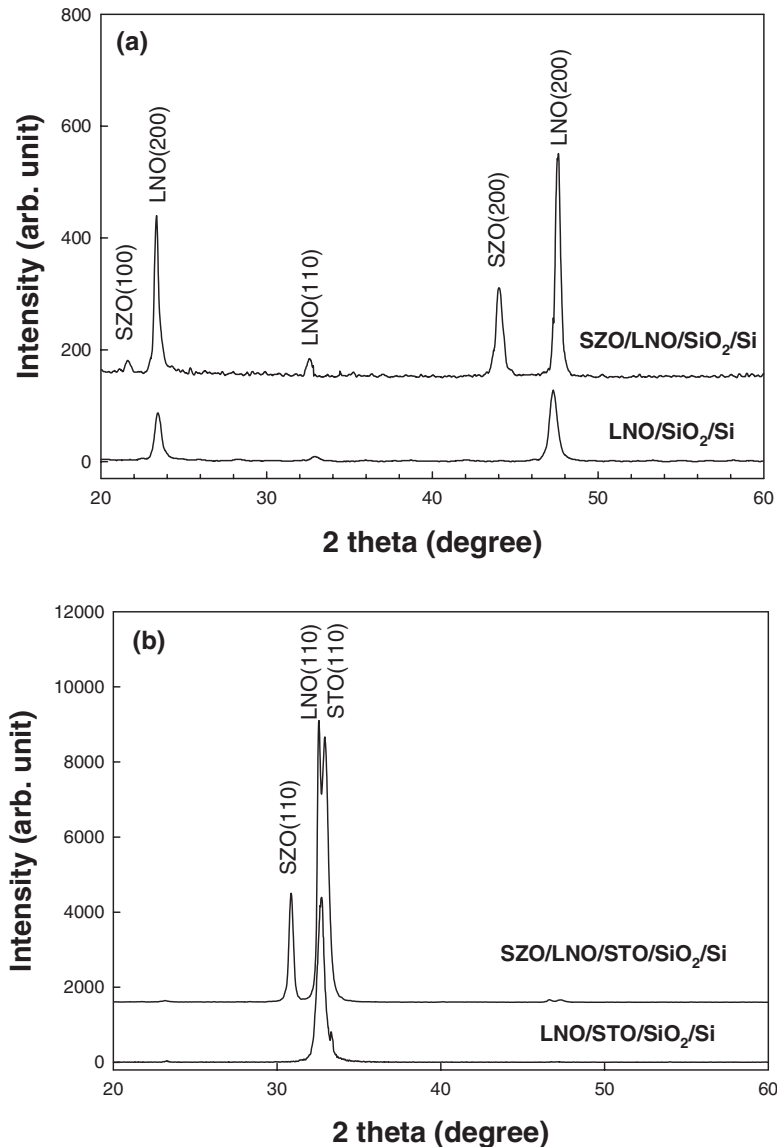 (a)
800
600
400
200
0
Intensity (arb. unit)
SZO(100)
LNO(200)
LNO(110)
SZO(200)
LNO(200)
SZO/LNO/SiO₂/Si
LNO/SiO₂/Si
20 30 40 50 60
2 theta (degree)
(b)
12000
10000
8000
6000
4000
2000
0
Intensity (arb. unit)
SZO(110)
LNO(110)
STO(110)
SZO/LNO/STO/SiO₂/Si
LNO/STO/SiO₂/Si
20 30 40 50 60
2 theta (degree)